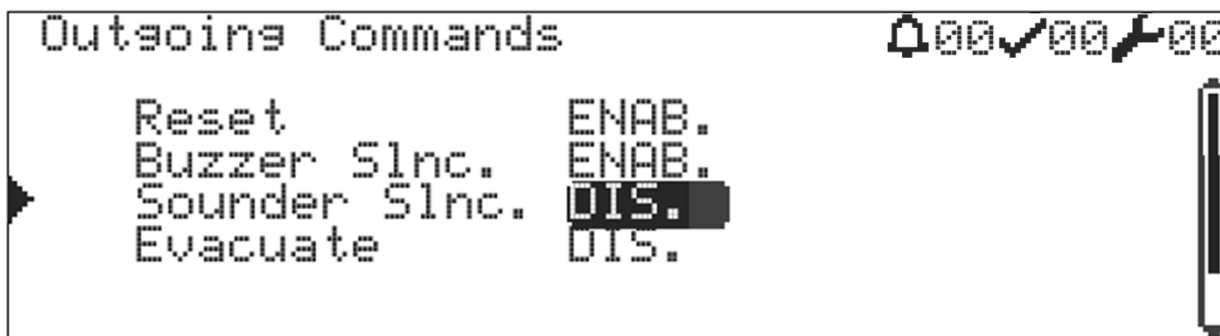 Outgoing Commands 00 00 00
Reset ENAB.
Buzzer Slnc. ENAB.
Sounder Slnc. DIS.
Evacuate DIS.